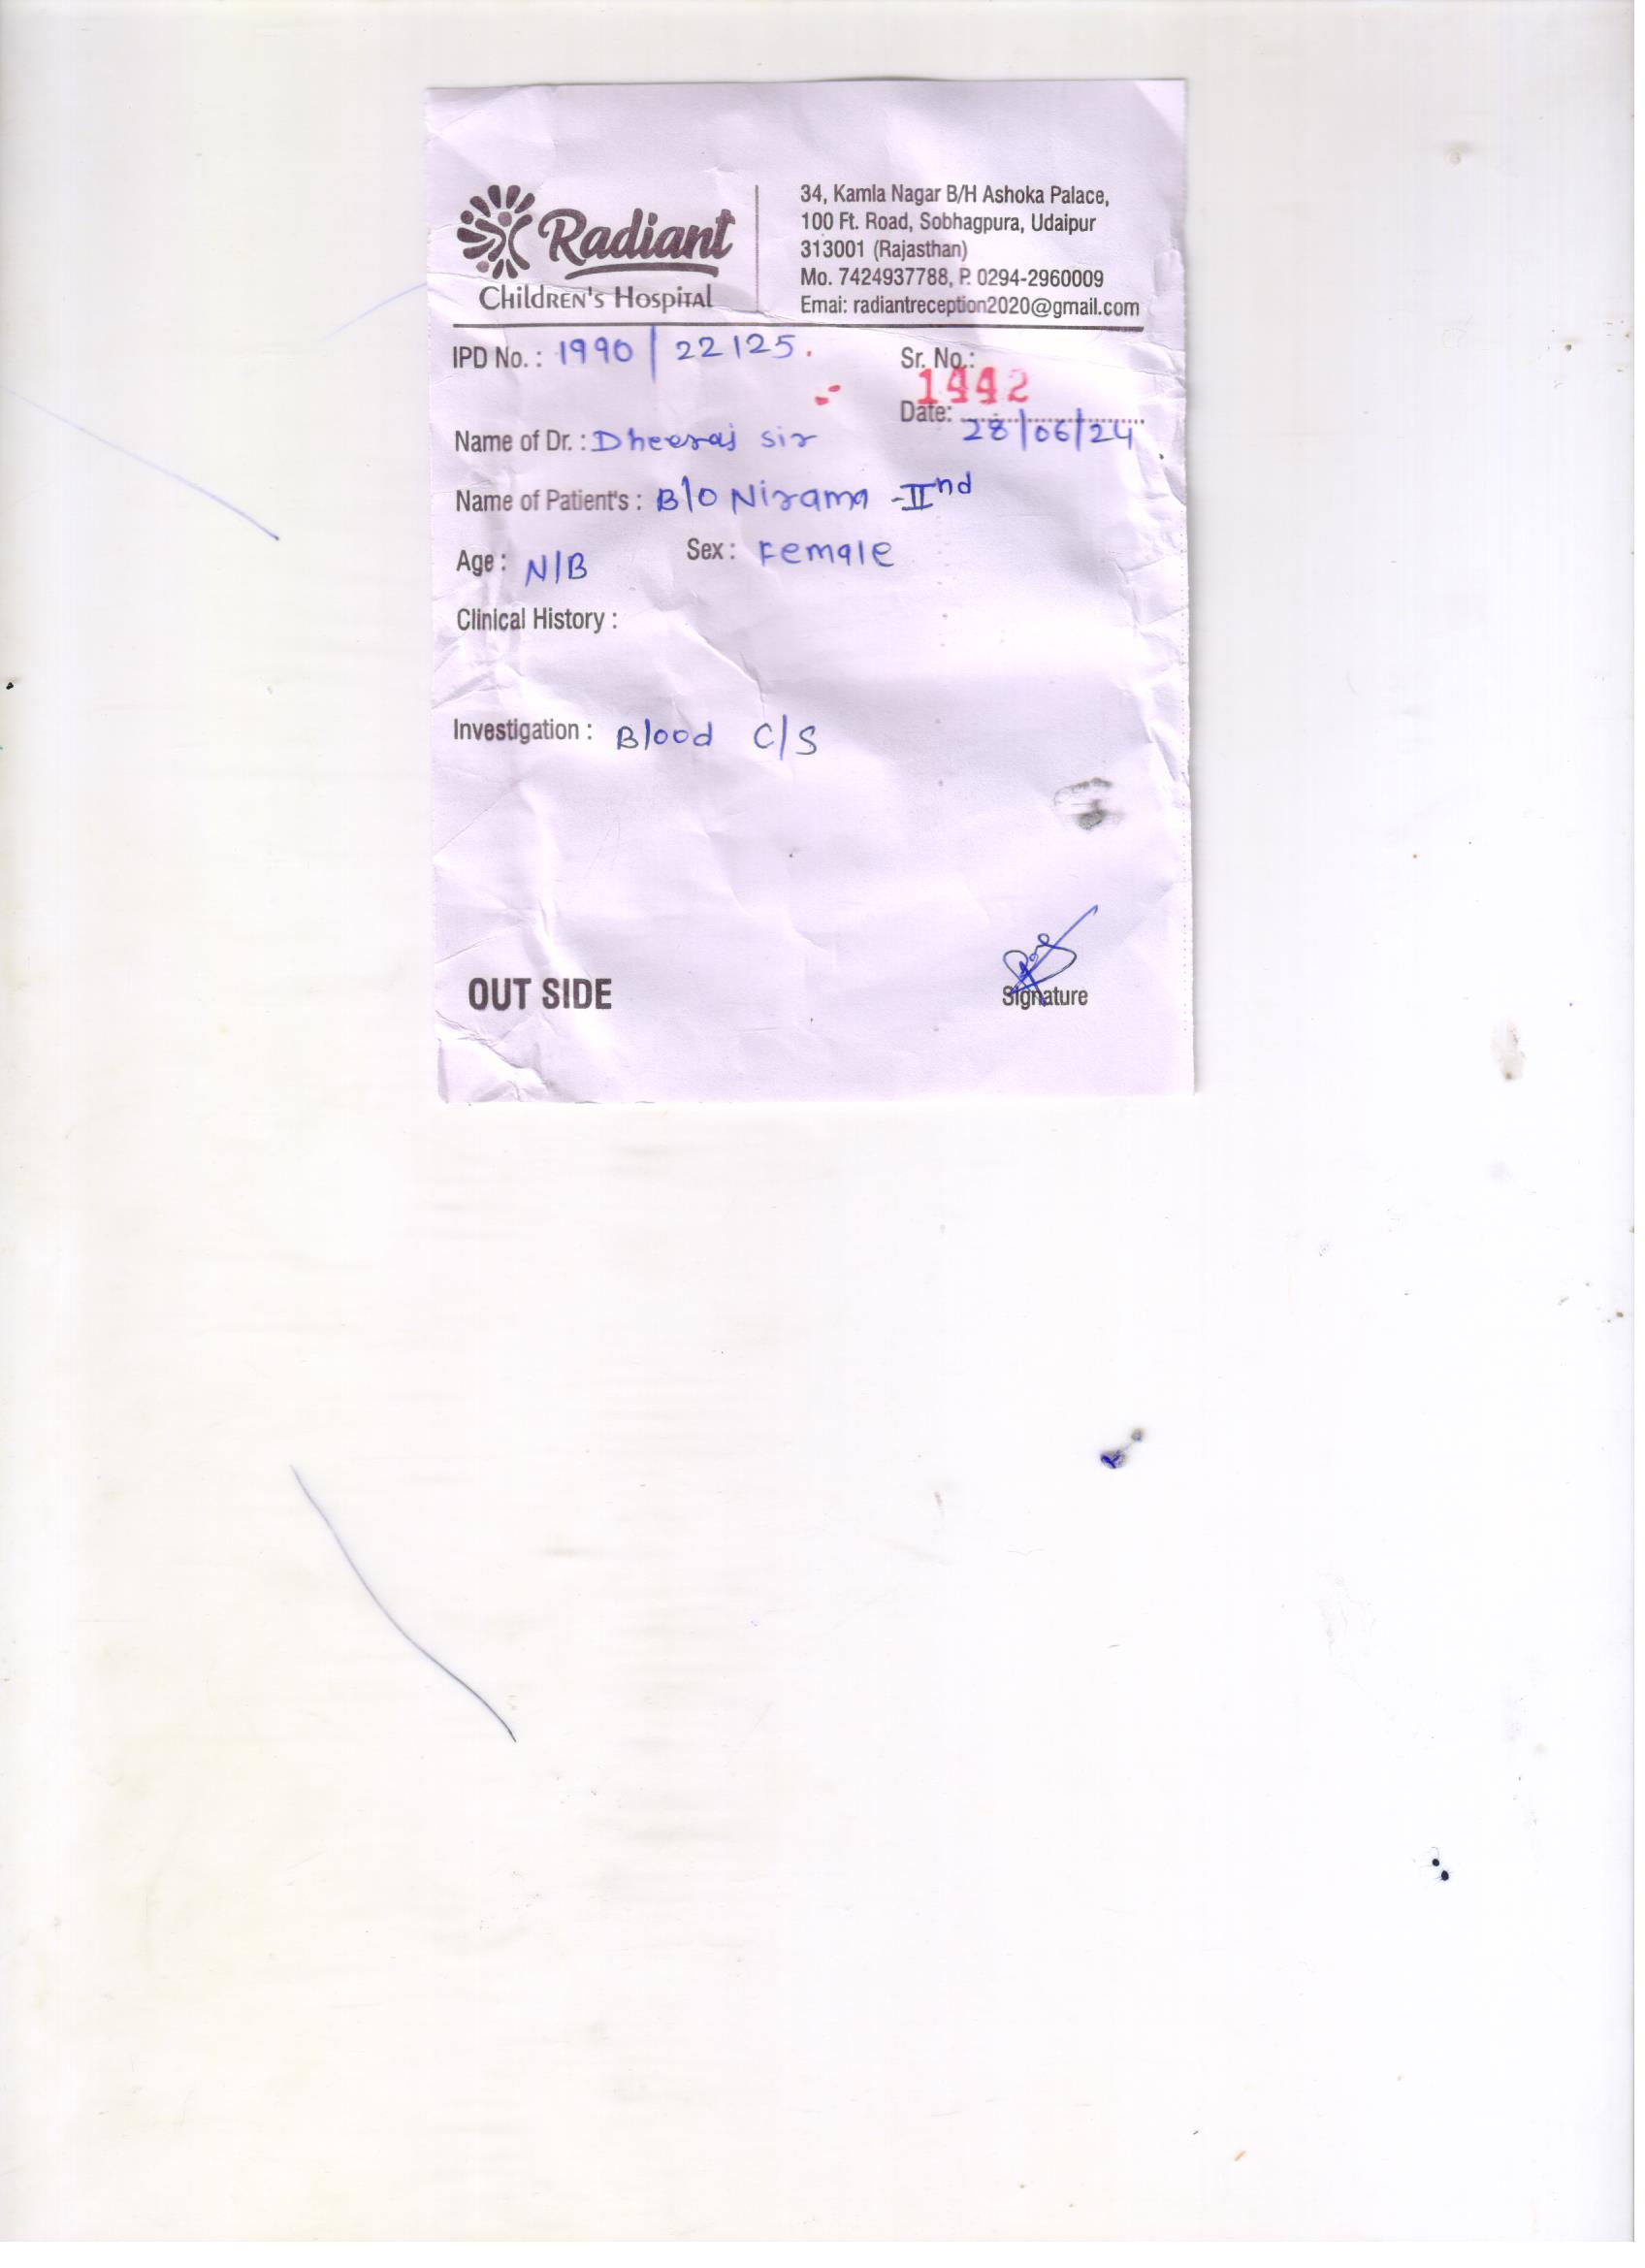 Radiant
Children's Hospital
34, Kamla Nagar B/H Ashoka Palace,
100 Ft. Road, Sobhagpura, Udaipur
313001 (Rajasthan)
Mo. 7424937788, P. 0294-2960009
Emai: radiantreception2020@gmail.com
IPD No. : 1990 / 22125.
Sr. No.: 1442
Date: 28/06/24
Name of Dr. : Dheeraj sir
Name of Patient's : B/o Nirama -IInd
Age : N/B Sex : Female
Clinical History :
Investigation : Blood C/S
OUT SIDE
Signature